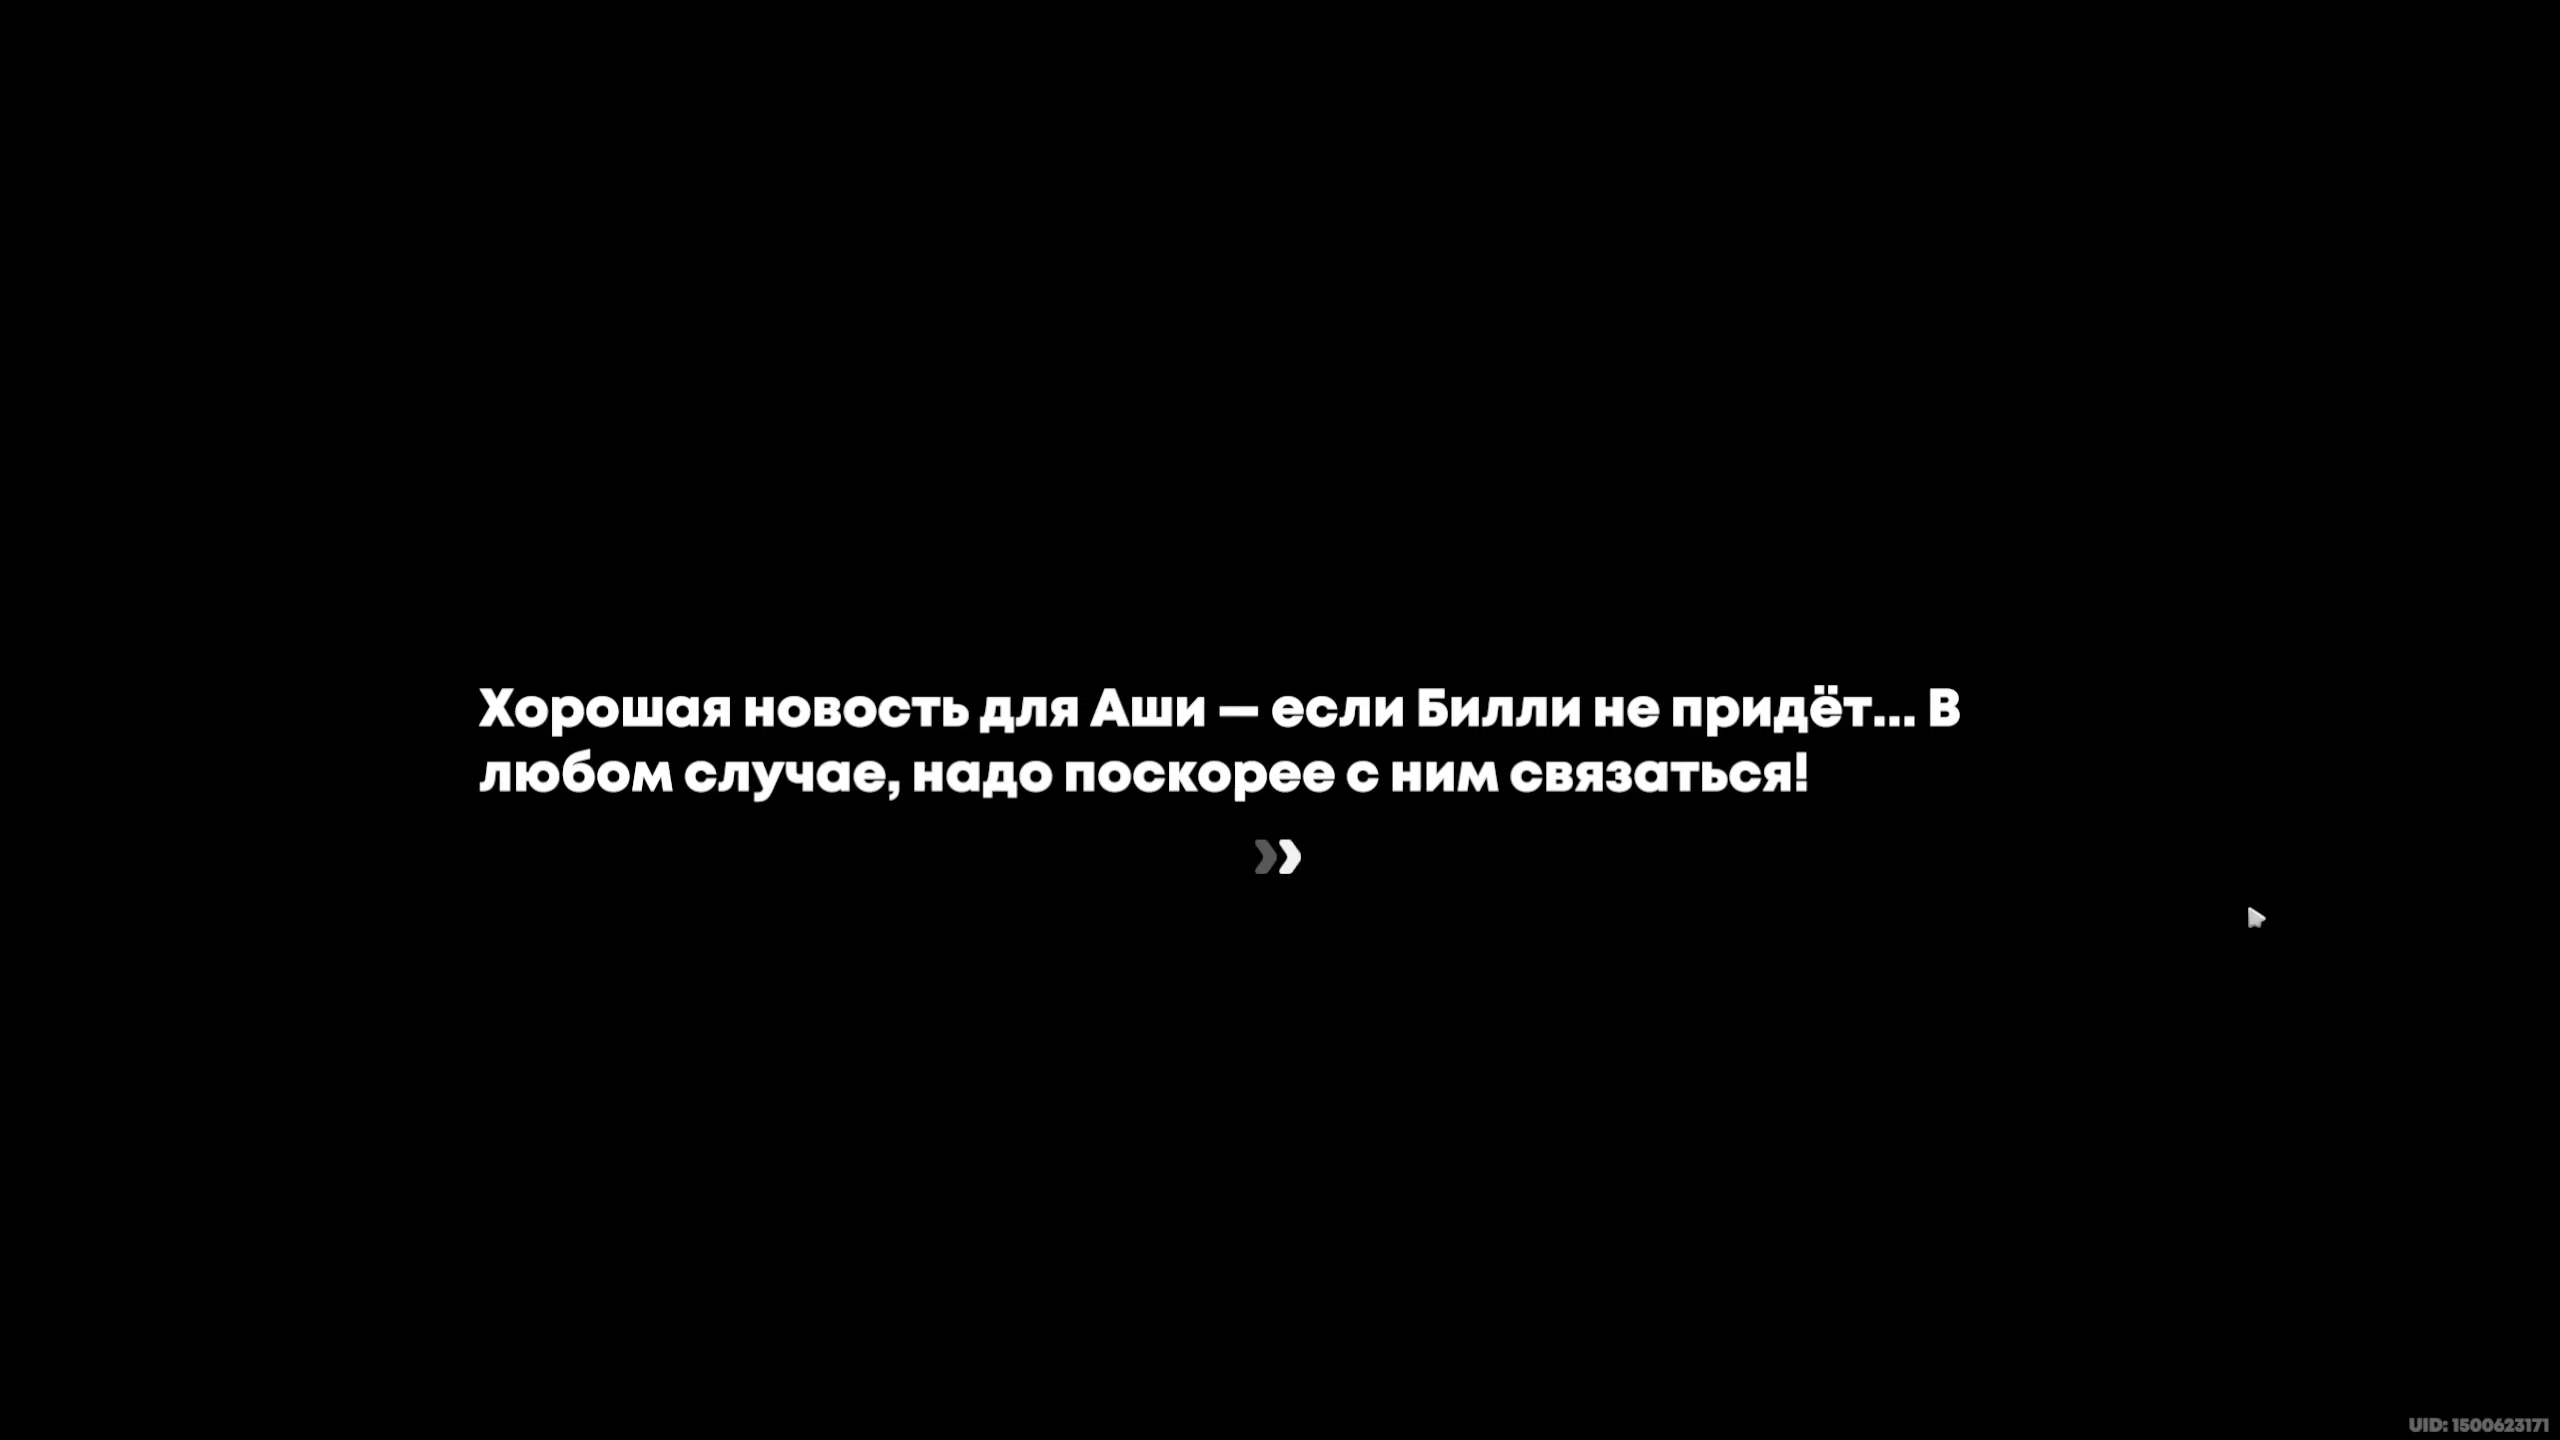 Хорошая новость для Аши — если Билли не придёт... В
любом случае, надо поскорее с ним связаться!
UID: 1500623171